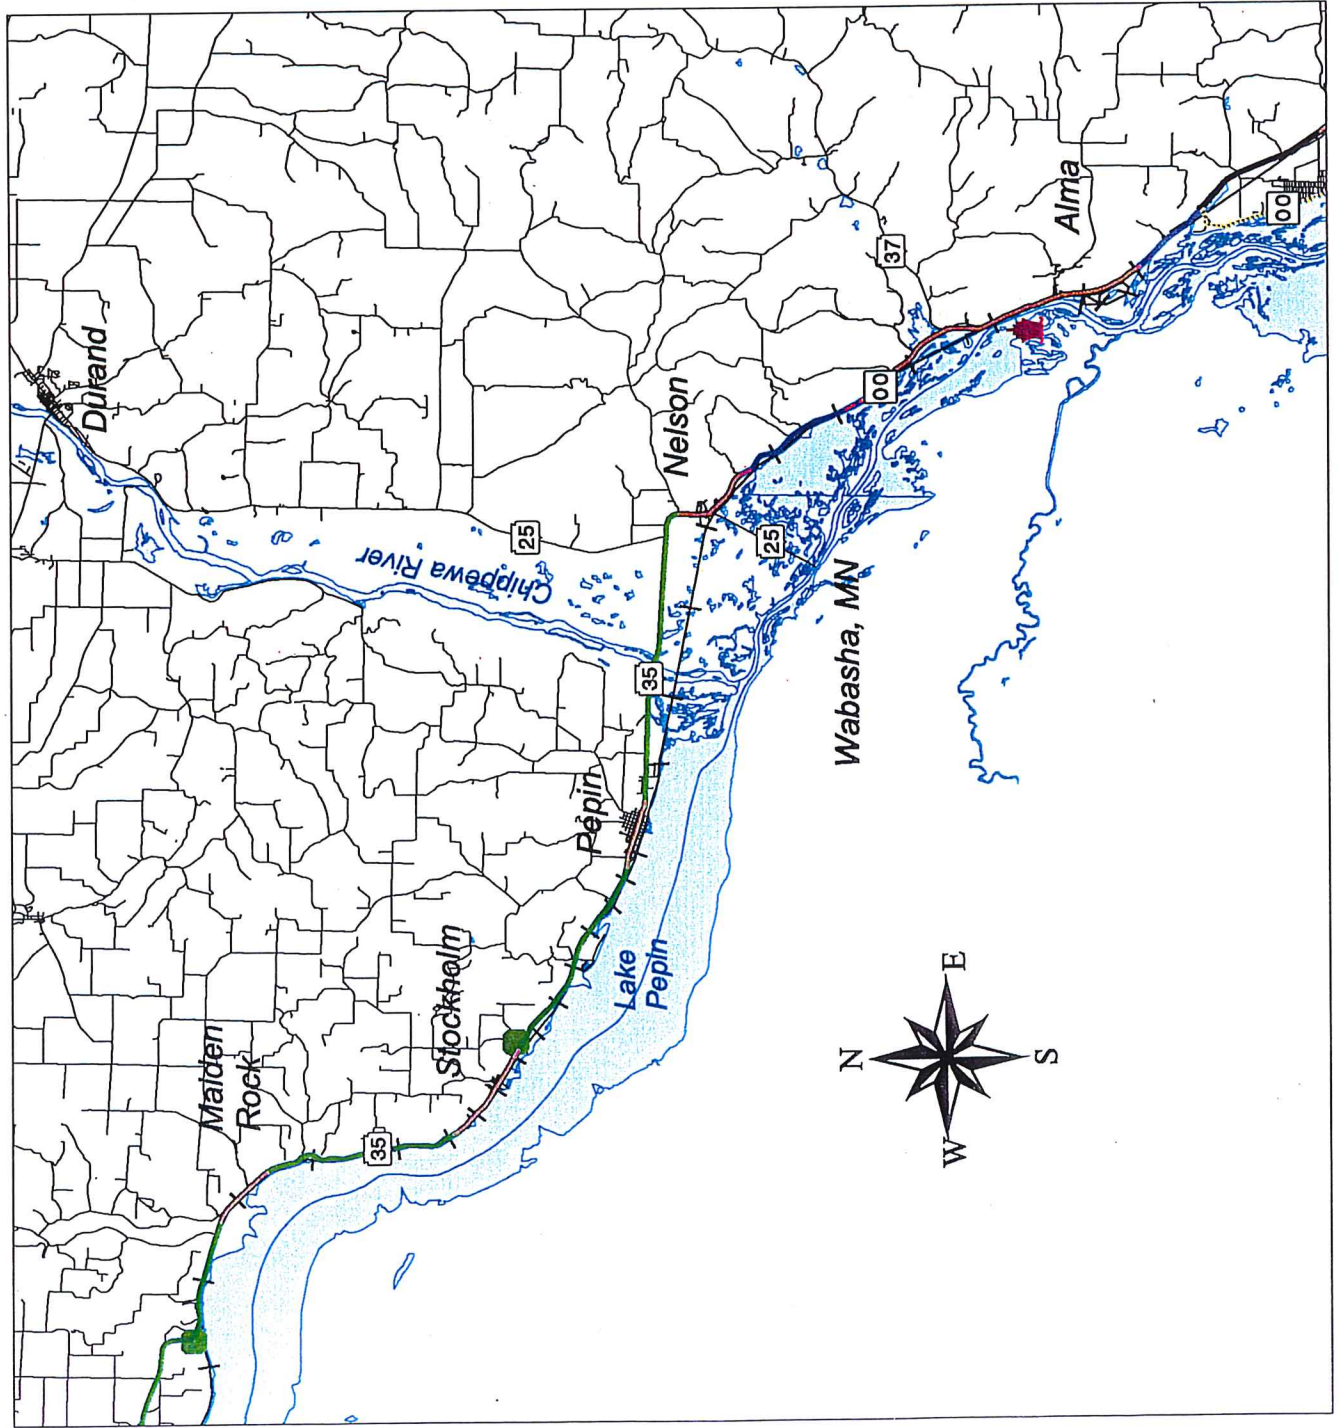 Durand
Chippewa River
25
Nelson
37
Alma
00
00
25
Wabasha, MN
35
Pepin
Lake
Pepin
Stockholm
Maiden
Rock
35
N
E
S
W